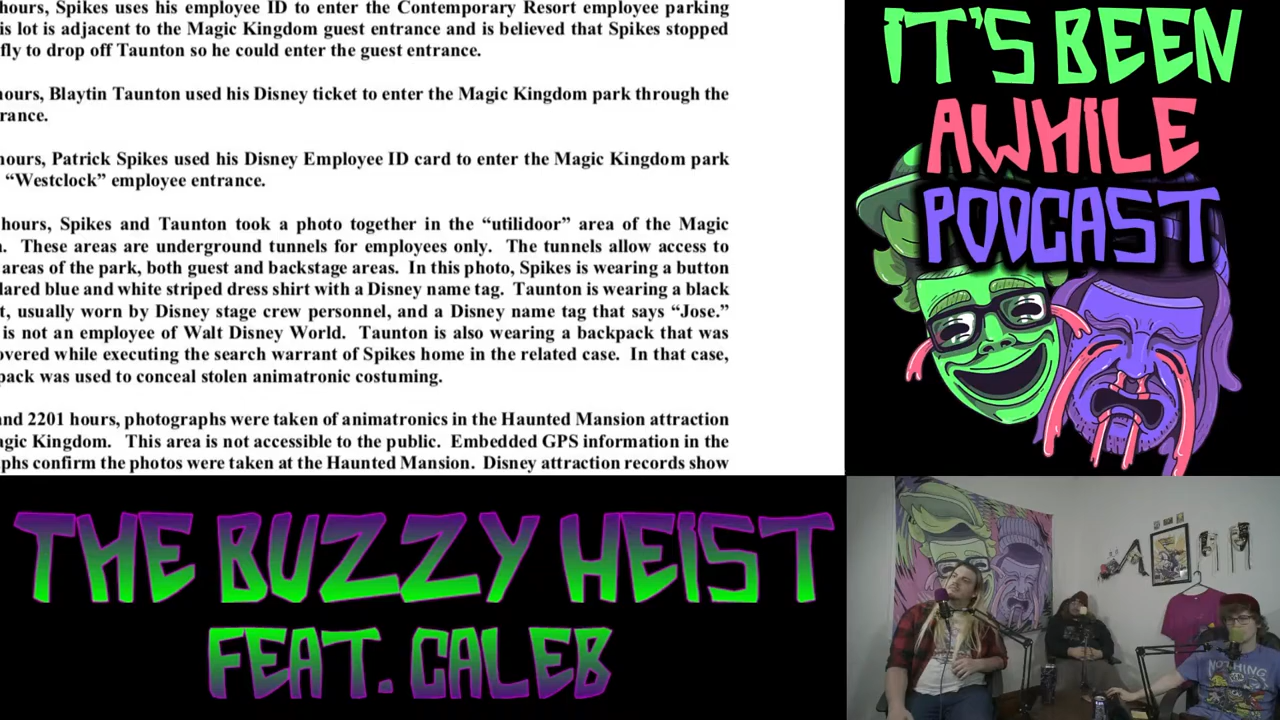 hours, Spikes uses his employee ID to enter the Contemporary Resort employee parking
is lot is adjacent to the Magic Kingdom guest entrance and is believed that Spikes stopped
fly to drop off Taunton so he could enter the guest entrance.
ours, Blaytin Taunton used his Disney ticket to enter the Magic Kingdom park through the
rance.
ours, Patrick Spikes used his Disney Employee ID card to enter the Magic Kingdom park
“Westclock” employee entrance.
hours, Spikes and Taunton took a photo together in the “utilidoor” area of the Magic
. These areas are underground tunnels for employees only. The tunnels allow access to
areas of the park, both guest and backstage areas. In this photo, Spikes is wearing a button
lared blue and white striped dress shirt with a Disney name tag. Taunton is wearing a black
t, usually worn by Disney stage crew personnel, and a Disney name tag that says “Jose.”
is not an employee of Walt Disney World. Taunton is also wearing a backpack that was
overed while executing the search warrant of Spikes home in the related case. In that case,
pack was used to conceal stolen animatronic costuming.
and 2201 hours, photographs were taken of animatronics in the Haunted Mansion attraction
agic Kingdom. This area is not accessible to the public. Embedded GPS information in the
phs confirm the photos were taken at the Haunted Mansion. Disney attraction records show
IT'S BEEN
AWHILE
PODCAST
THE BUZZY HEIST
FEAT. CALEB
NOTHING